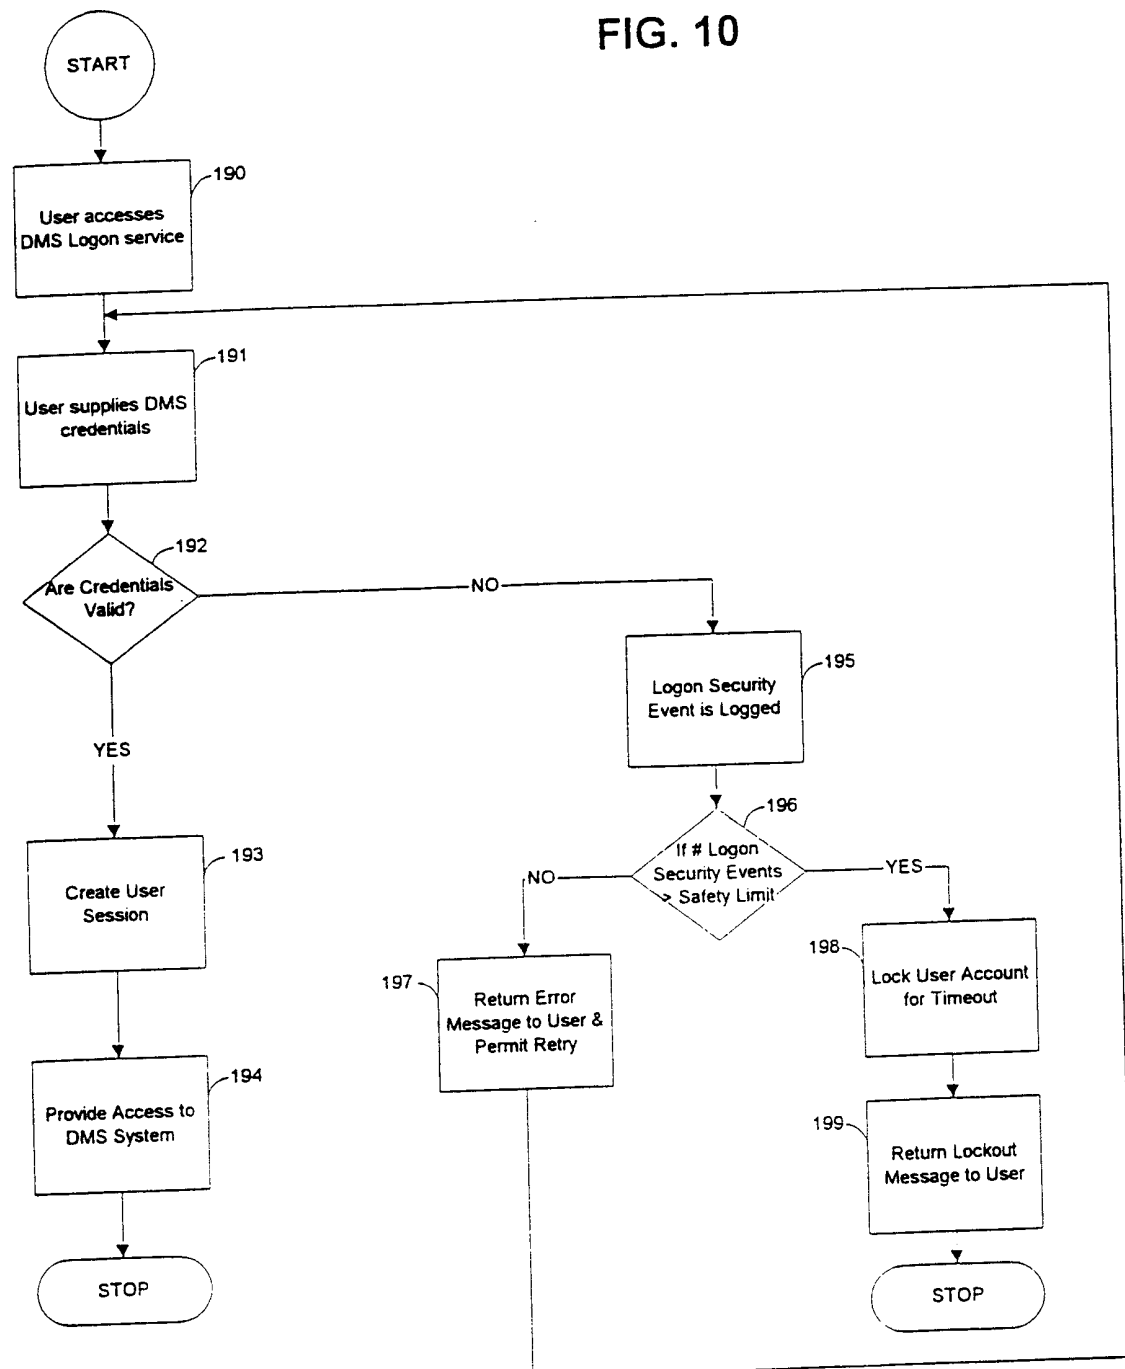 FIG. 10
START
190
User accesses
DMS Logon service
191
User supplies DMS
credentials
192
Are Credentials
Valid?
NO
YES
195
Logon Security
Event is Logged
196
If # Logon
Security Events
> Safety Limit
NO
YES
193
Create User
Session
197
Return Error
Message to User &
Permit Retry
198
Lock User Account
for Timeout
194
Provide Access to
DMS System
199
Return Lockout
Message to User
STOP
STOP